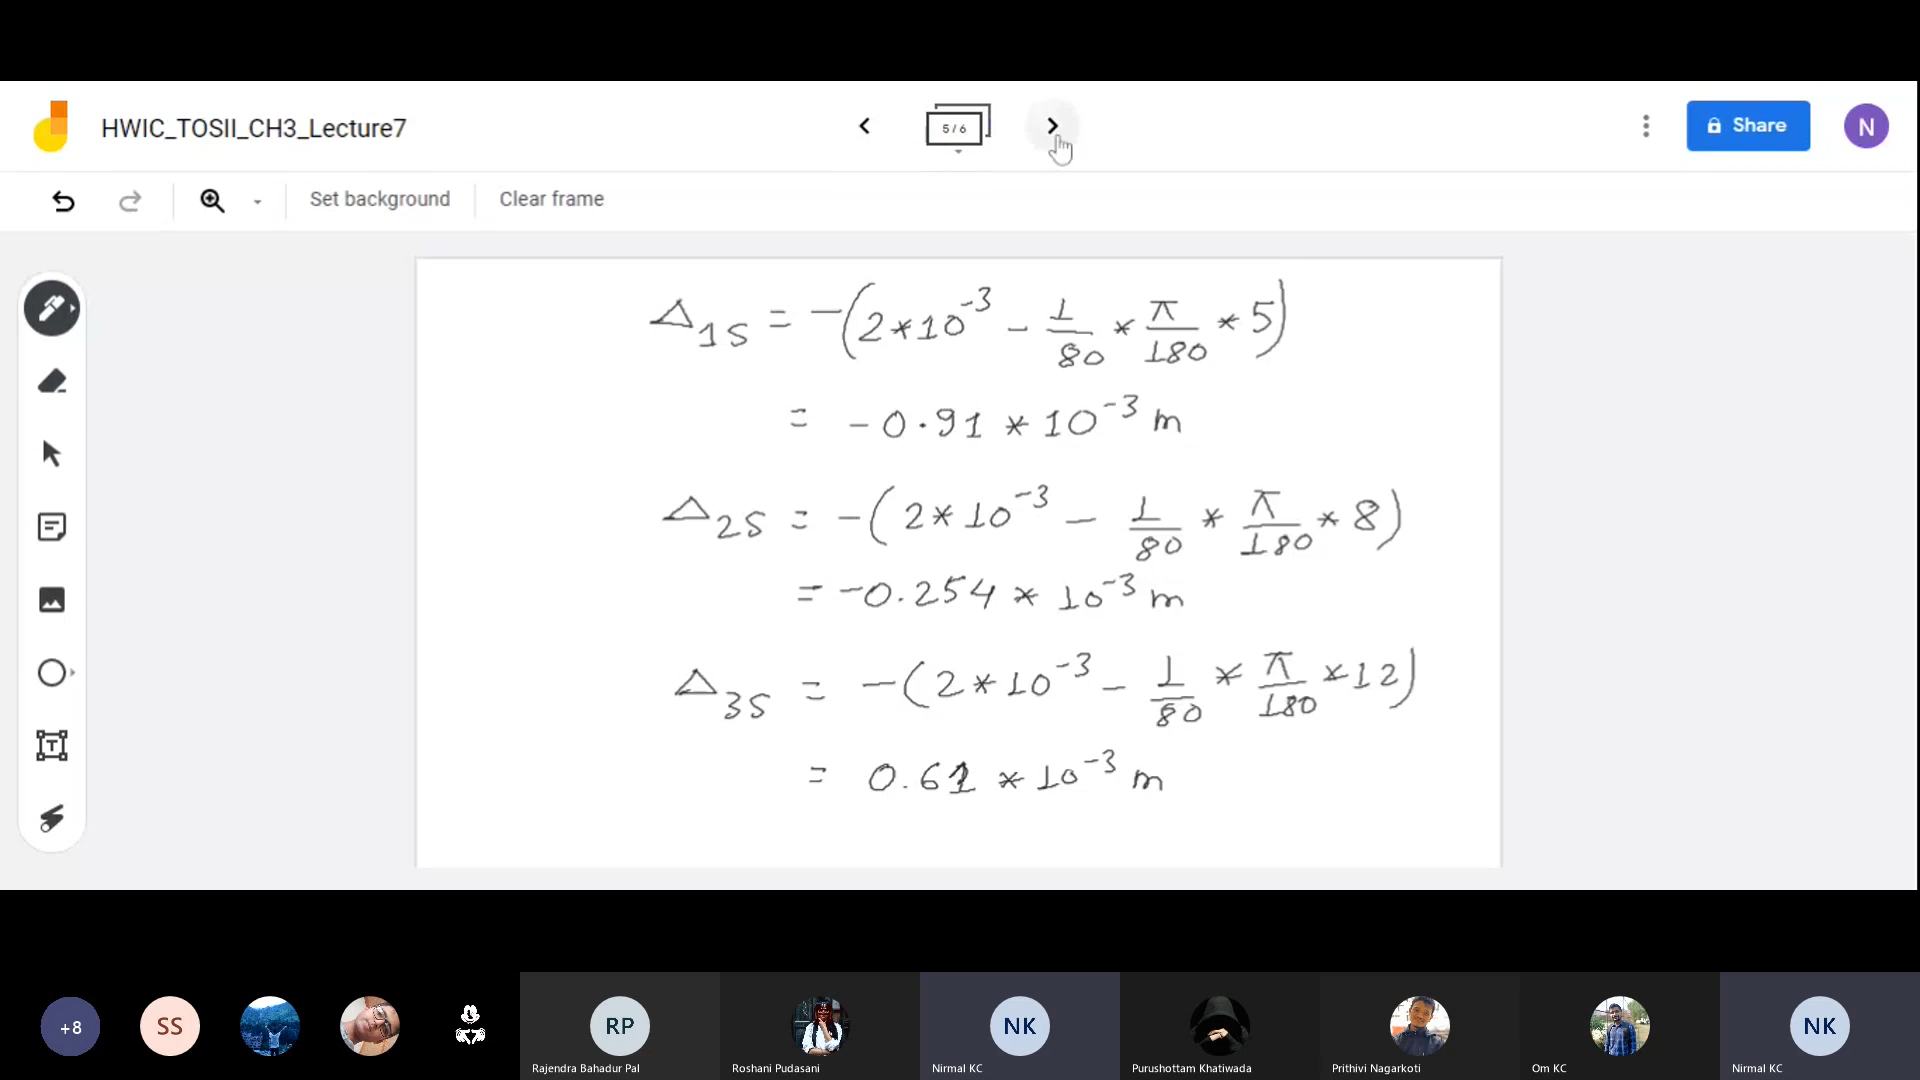 HWIC_TOSII_CH3_Lecture7
5/6
Share
N
Set background
Clear frame
Δ₁S = -(2*10⁻³ - 1/80 * π/180 * 5)
= -0.91 * 10⁻³ m
Δ₂S = -(2*10⁻³ - 1/80 * π/180 * 8)
= -0.254 * 10⁻³ m
Δ₃S = -(2*10⁻³ - 1/80 * π/180 * 12)
= 0.61 * 10⁻³ m
T
+8
SS
RP
NK
NK
Rajendra Bahadur Pal
Roshani Pudasani
Nirmal KC
Purushottam Khatiwada
Prithivi Nagarkoti
Om KC
Nirmal KC